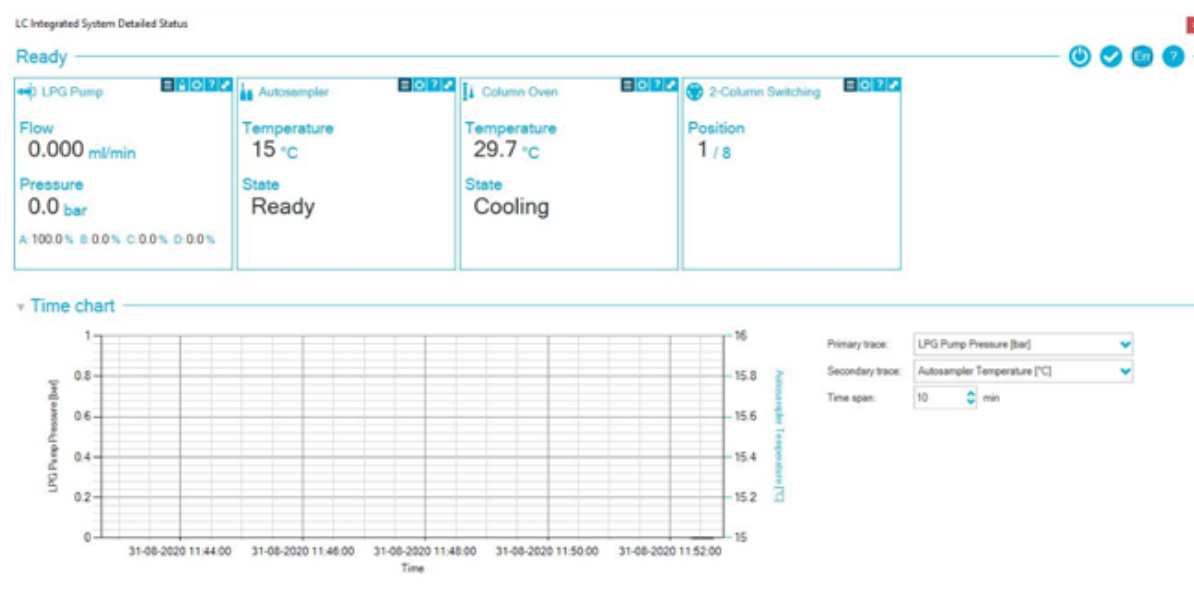 LC Integrated System Detailed Status
Ready
Err ?
LPG Pump
?
Flow
0.000 ml/min
Pressure
0.0 bar
A: 100.0 % B: 0.0 % C: 0.0 % D: 0.0 %
Autosampler
?
Temperature
15 °C
State
Ready
Column Oven
?
Temperature
29.7 °C
State
Cooling
2-Column Switching
?
Position
1 / 8
Time chart
LPG Pump Pressure [bar]
1
0.8
0.6
0.4
0.2
0
16
15.8
15.6
15.4
15.2
15
Autosampler Temperature [°C]
31-08-2020 11:44:00 31-08-2020 11:46:00 31-08-2020 11:48:00 31-08-2020 11:50:00 31-08-2020 11:52:00
Time
Primary trace: LPG Pump Pressure [bar]
Secondary trace: Autosampler Temperature [°C]
Time span: 10 min